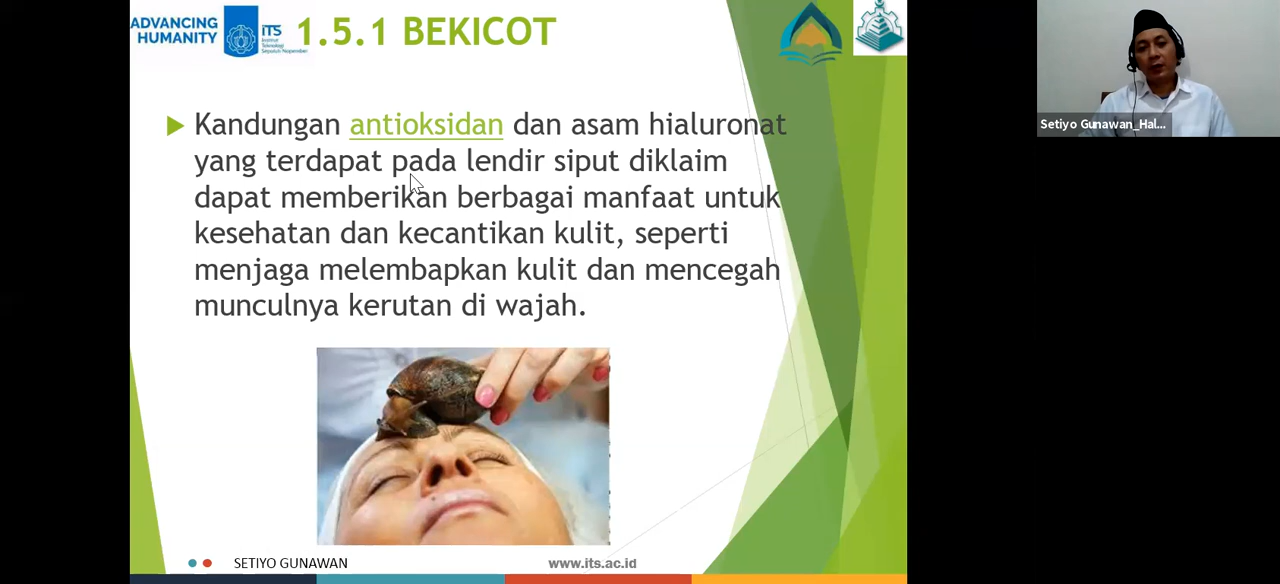 ADVANCING
HUMANITY
ITS
Institut
Teknologi
Sepuluh Nopember
1.5.1 BEKICOT
Kandungan antioksidan dan asam hialuronat
yang terdapat pada lendir siput diklaim
dapat memberikan berbagai manfaat untuk
kesehatan dan kecantikan kulit, seperti
menjaga melembapkan kulit dan mencegah
munculnya kerutan di wajah.
SETIYO GUNAWAN
www.its.ac.id
Setiyo Gunawan_Hal...